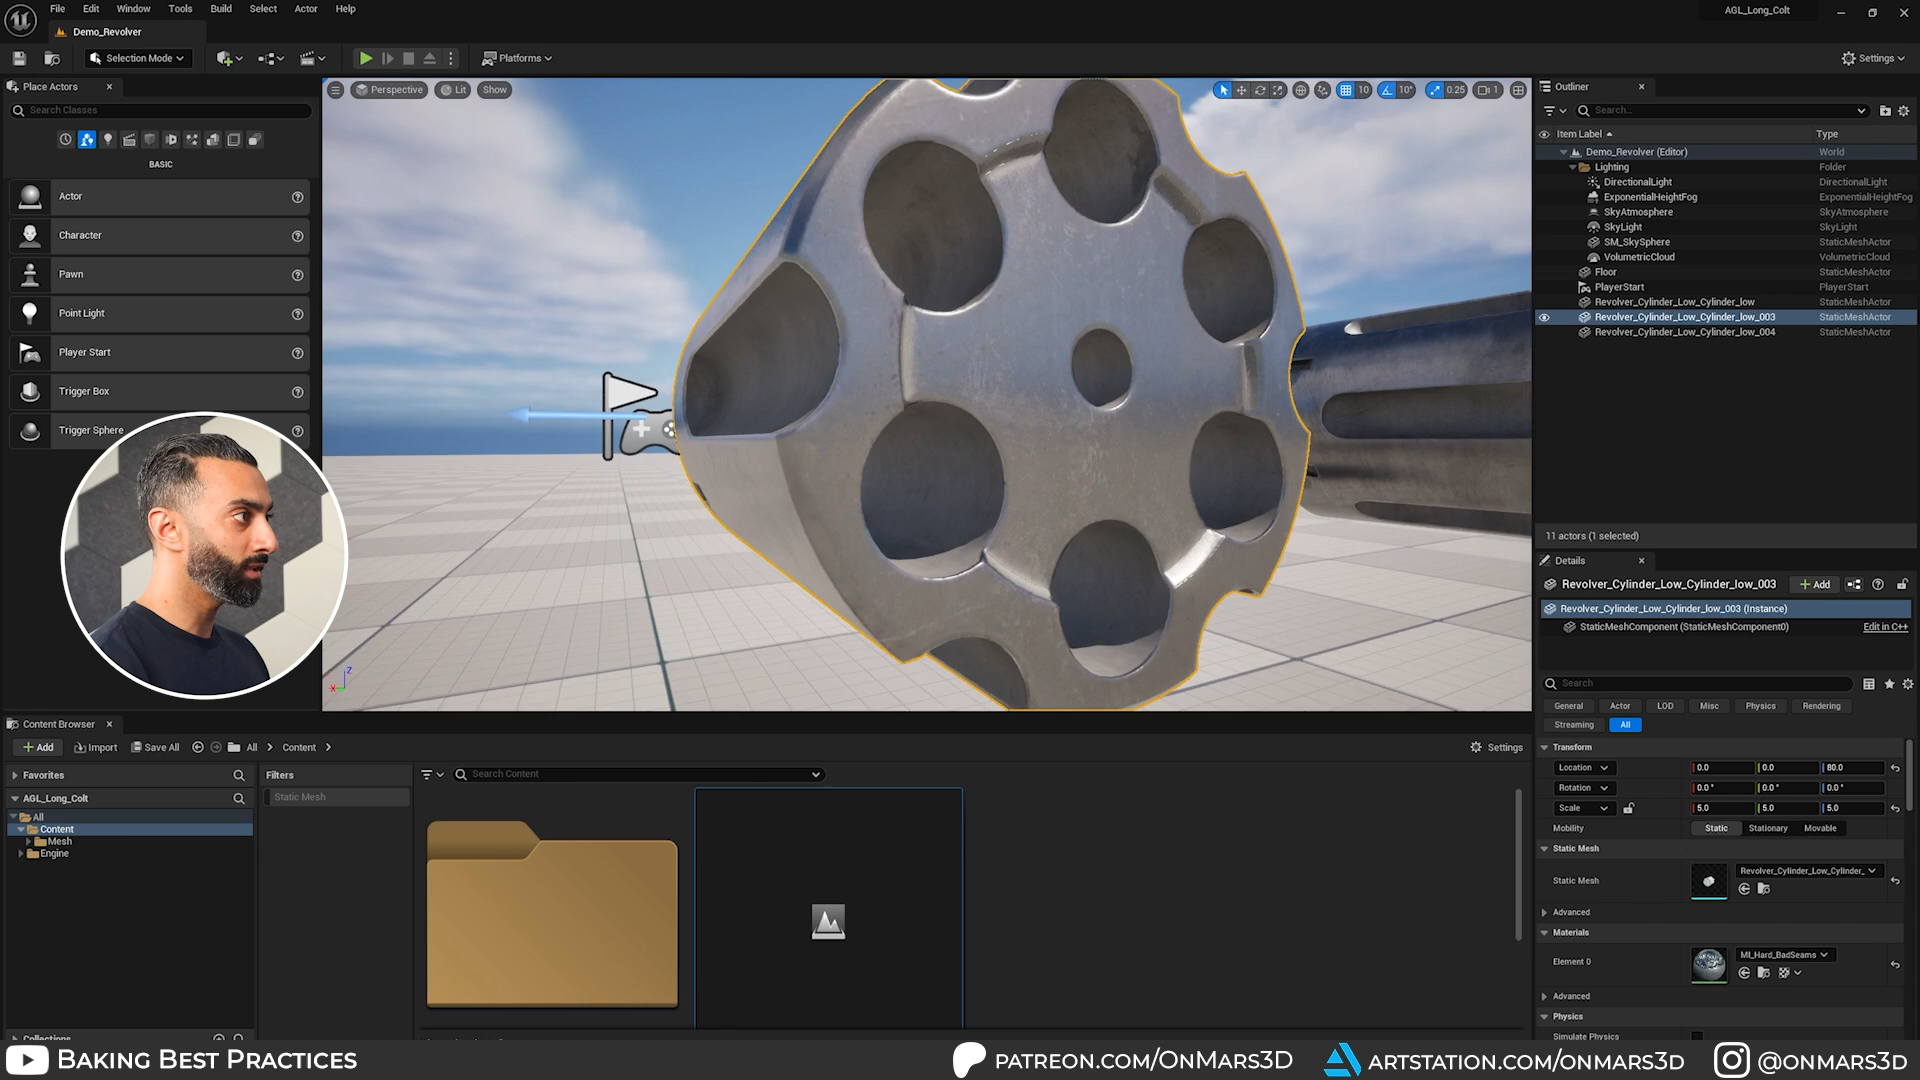 File Edit Window Tools Build Select Actor Help
AGL_Long_Colt
Demo_Revolver
Selection Mode
Platforms
Settings
Place Actors
Search Classes
BASIC
Actor
Character
Pawn
Point Light
Player Start
Trigger Box
Trigger Sphere
Perspective Lit Show
10 10° 0.25 1
Outliner
Search...
Item Label Type
Demo_Revolver (Editor) World
Lighting Folder
DirectionalLight DirectionalLight
ExponentialHeightFog ExponentialHeightFog
SkyAtmosphere SkyAtmosphere
SkyLight SkyLight
SM_SkySphere StaticMeshActor
VolumetricCloud VolumetricCloud
Floor StaticMeshActor
PlayerStart PlayerStart
Revolver_Cylinder_Low_Cylinder_low StaticMeshActor
Revolver_Cylinder_Low_Cylinder_low_003 StaticMeshActor
Revolver_Cylinder_Low_Cylinder_low_004 StaticMeshActor
11 actors (1 selected)
Details
Revolver_Cylinder_Low_Cylinder_low_003 + Add
Revolver_Cylinder_Low_Cylinder_low_003 (Instance)
StaticMeshComponent (StaticMeshComponent0) Edit in C++
Search
General Actor LOD Misc Physics Rendering
Streaming All
Transform
Location 0.0 0.0 80.0
Rotation 0.0° 0.0° 0.0°
Scale 5.0 5.0 5.0
Mobility Static Stationary Movable
Static Mesh
Static Mesh Revolver_Cylinder_Low_Cylinder_
Advanced
Materials
Element 0 MI_Hard_BadSeams
Advanced
Physics
Simulate Physics
z
x
Content Browser
+ Add Import Save All All Content Settings
Favorites
Filters
Search Content
AGL_Long_Colt
Static Mesh
All
Content
Mesh
Engine
Collections
BAKING BEST PRACTICES
PATREON.COM/ONMARS3D
ARTSTATION.COM/ONMARS3D
@ONMARS3D